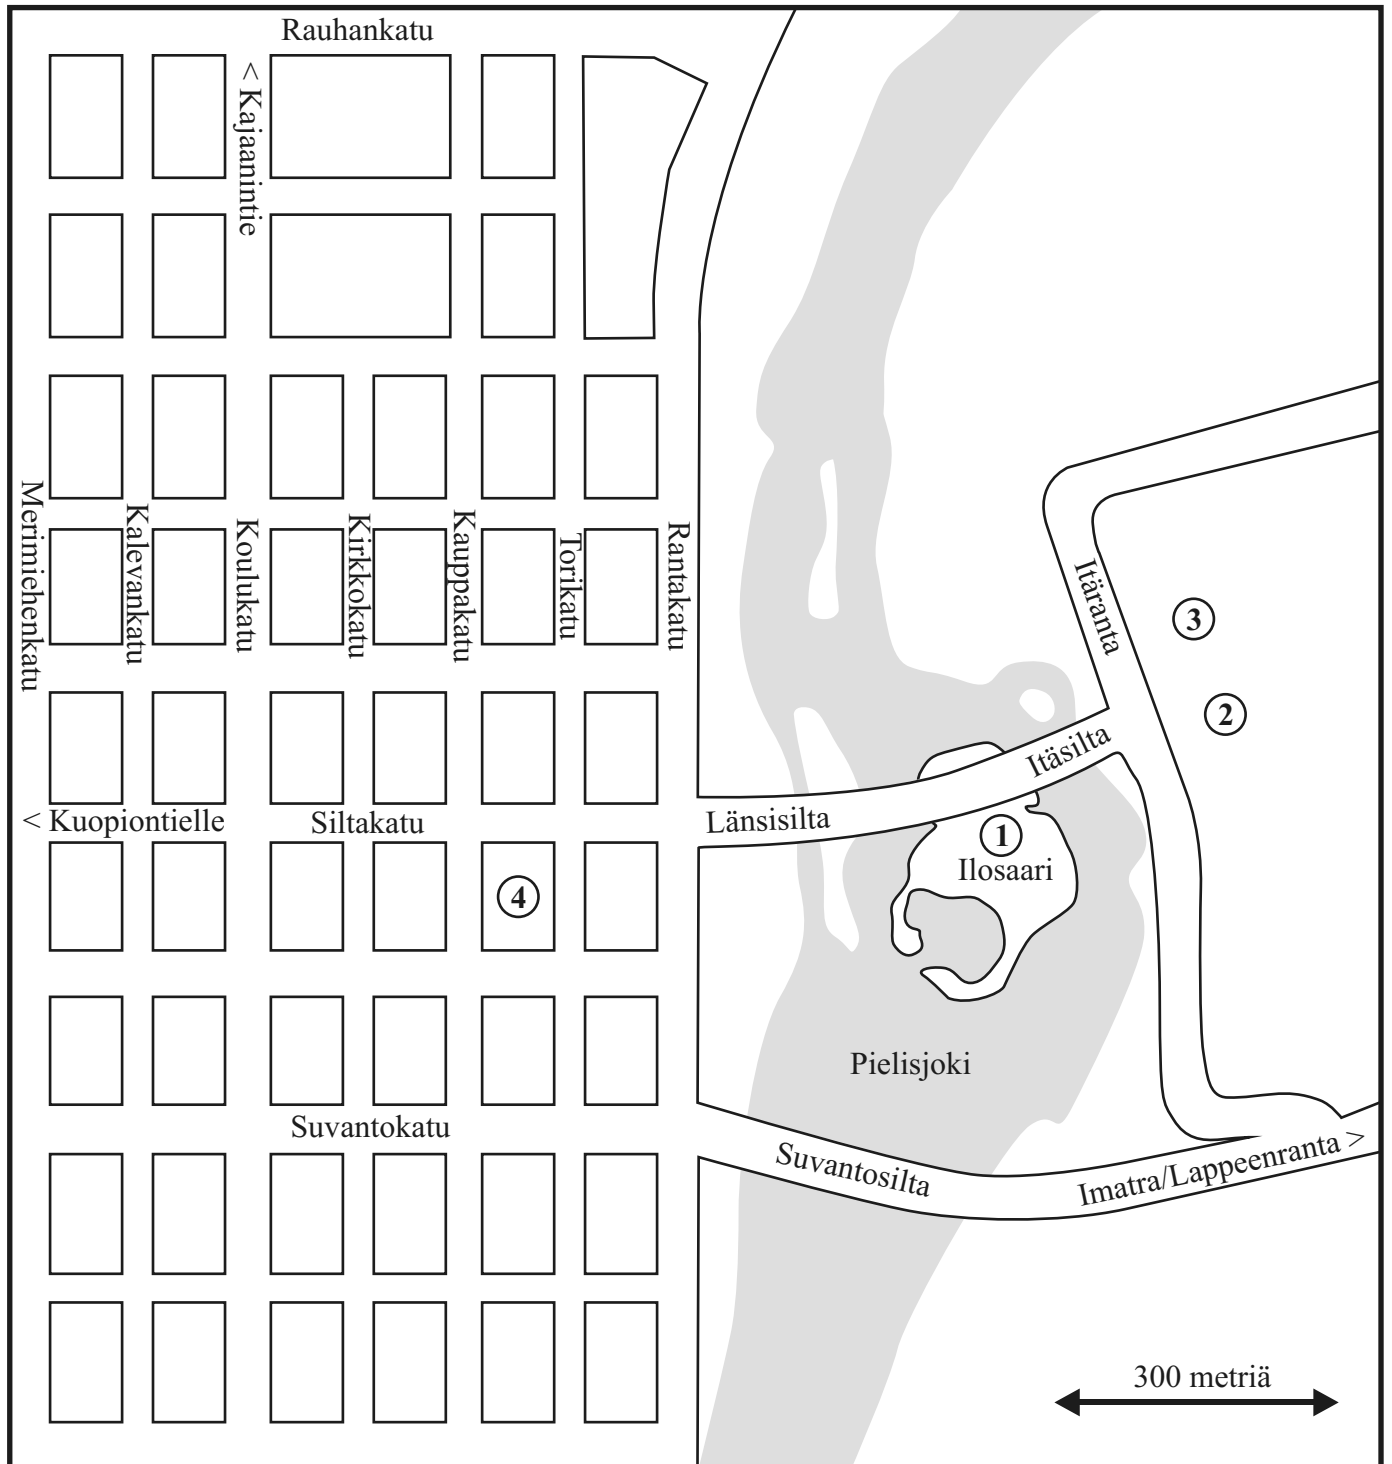 Rauhankatu
< Kajaanintie
Merimiehenkatu
Kalevankatu
Koulukatu
Kirkkokatu
Kauppakatu
Torikatu
Rantakatu
Itäranta
3
2
Itäsilta
< Kuopiontielle
Siltakatu
Länsisilta
1
Ilosaari
4
Pielisjoki
Suvantokatu
Suvantosilta
Imatra/Lappeenranta >
300 metriä